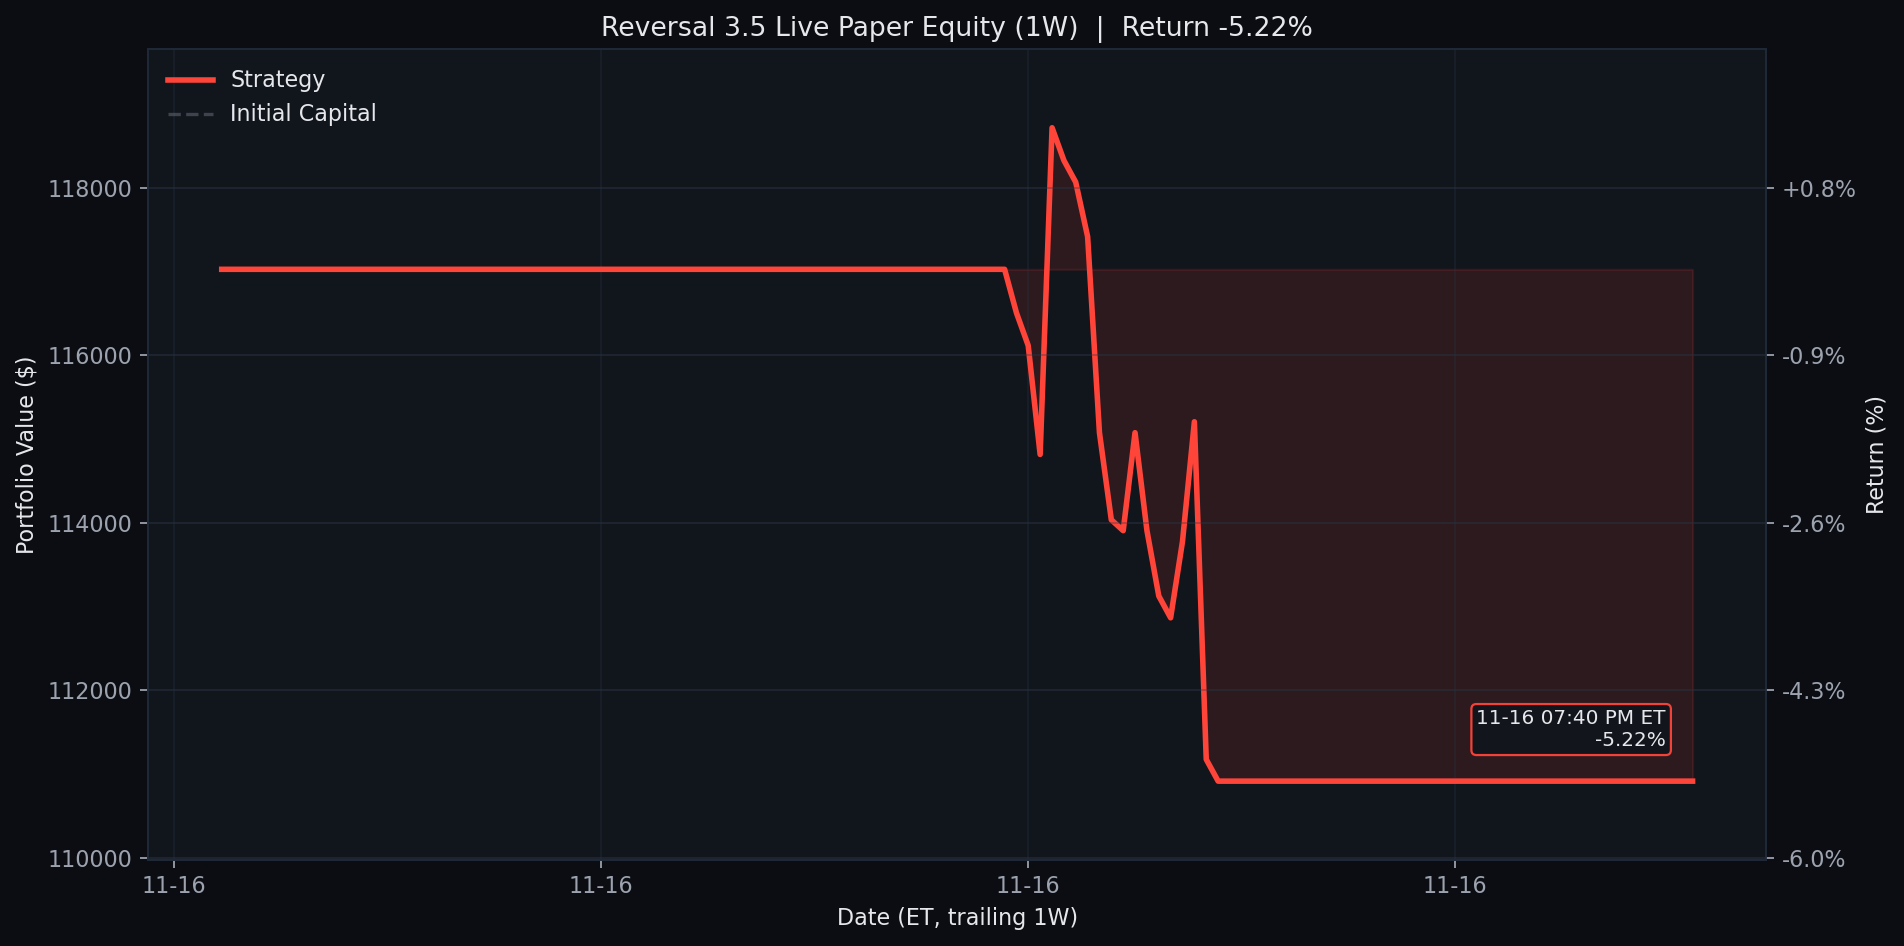 Reversal 3.5 Live Paper Equity (1W) | Return -5.22%
Strategy
Initial Capital
Portfolio Value ($)
118000
116000
114000
112000
110000
+0.8%
-0.9%
-2.6%
-4.3%
-6.0%
Return (%)
11-16 07:40 PM ET
-5.22%
11-16
11-16
11-16
11-16
Date (ET, trailing 1W)